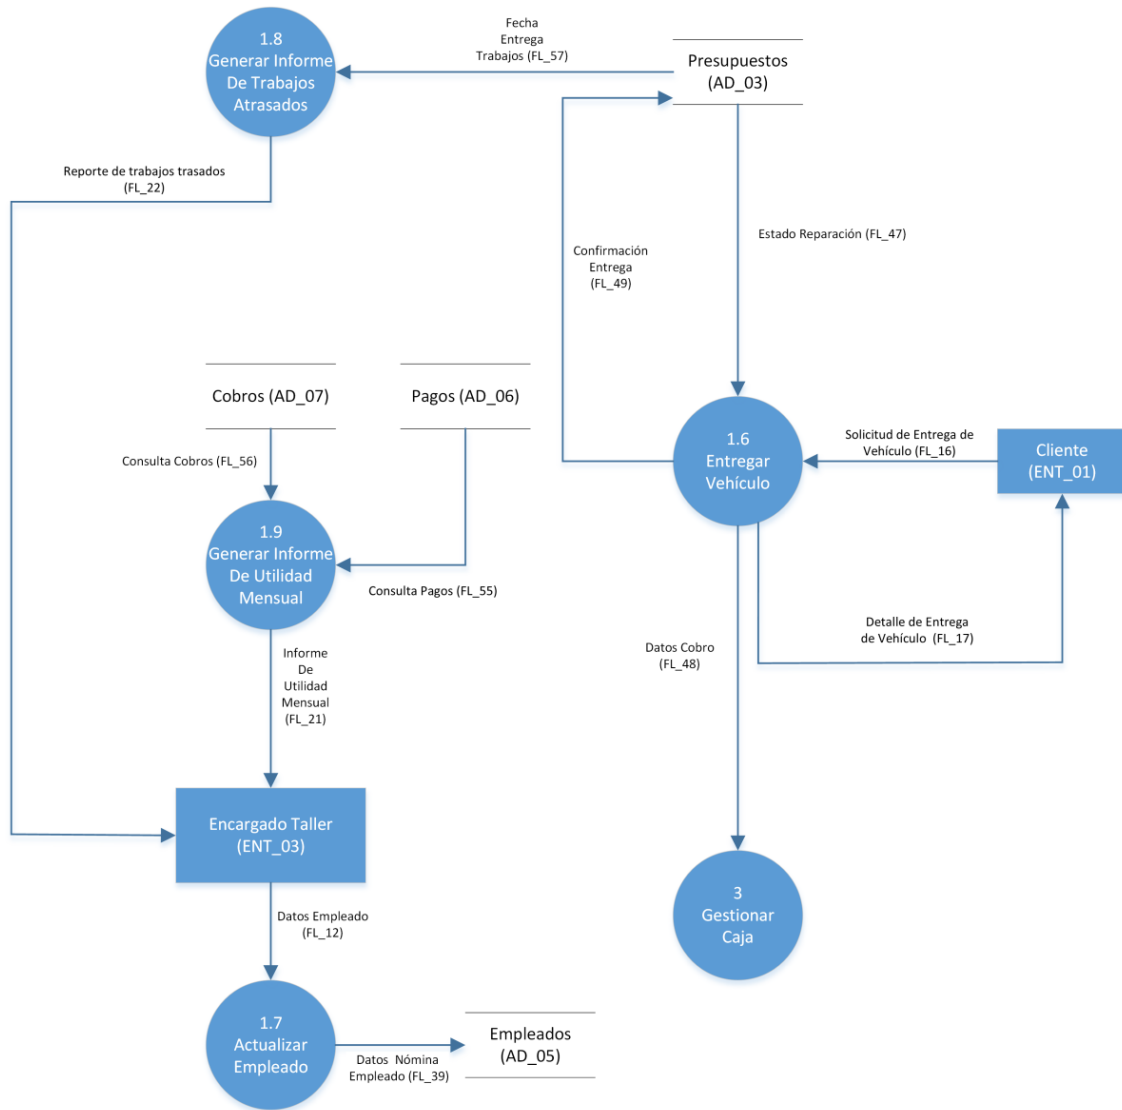 1.8
Generar Informe
De Trabajos
Atrasados
Fecha
Entrega
Trabajos (FL_57)
Presupuestos
(AD_03)
Reporte de trabajos trasados
(FL_22)
Confirmación
Entrega
(FL_49)
Estado Reparación (FL_47)
Cobros (AD_07)
Pagos (AD_06)
Consulta Cobros (FL_56)
1.6
Entregar
Vehículo
Solicitud de Entrega de
Vehículo (FL_16)
Cliente
(ENT_01)
1.9
Generar Informe
De Utilidad
Mensual
Consulta Pagos (FL_55)
Informe
De
Utilidad
Mensual
(FL_21)
Datos Cobro
(FL_48)
Detalle de Entrega
de Vehículo (FL_17)
Encargado Taller
(ENT_03)
3
Gestionar
Caja
Datos Empleado
(FL_12)
1.7
Actualizar
Empleado
Datos Nómina
Empleado (FL_39)
Empleados
(AD_05)